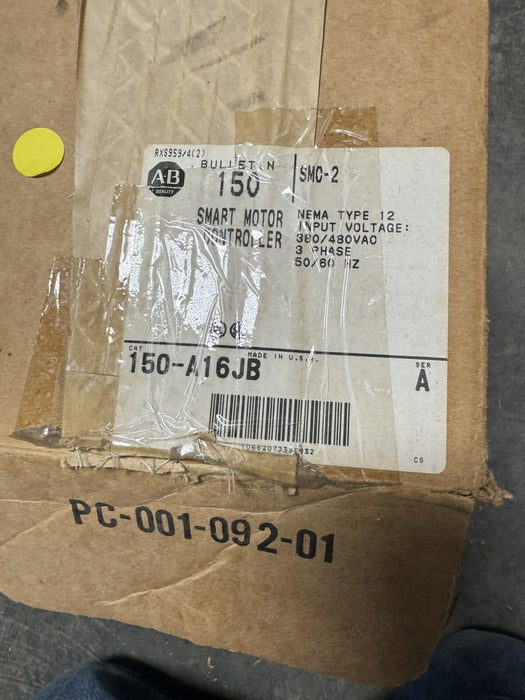 RXS959/4(2)
BULLETIN
150
SMC-2
A-B
QUALITY
SMART MOTOR
CONTROLLER
NEMA TYPE 12
INPUT VOLTAGE:
380/480VAC
3 PHASE
50/60 HZ
MADE IN U.S.A.
CAT
150-A16JB
SER
A
CS
PC-001-092-01